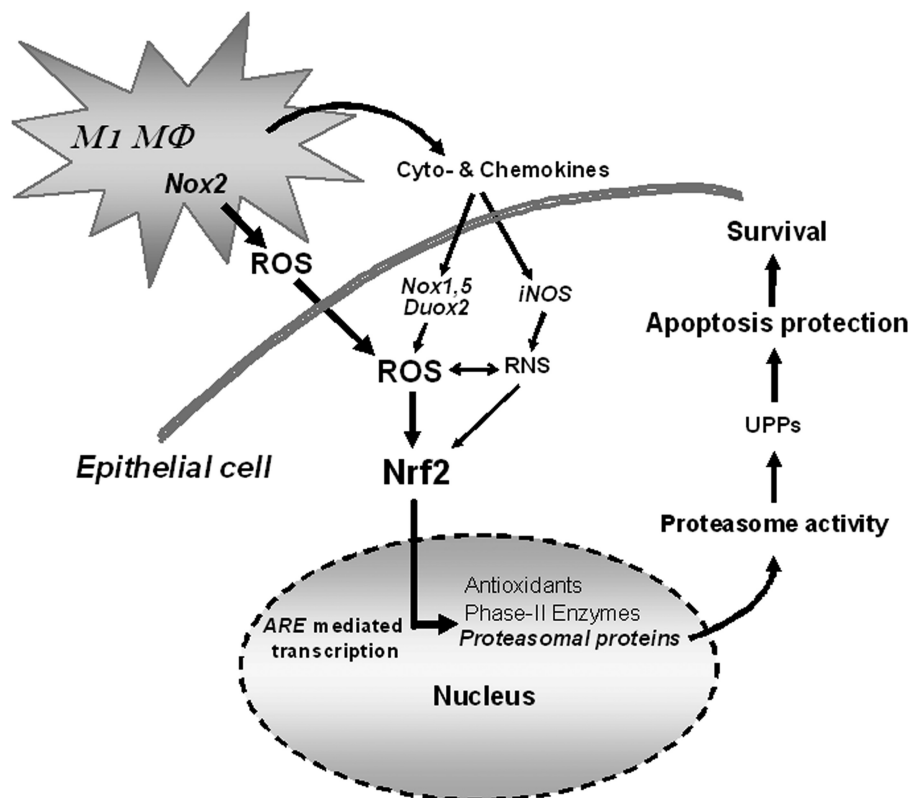 M1 MΦ
Nox2
ROS
Cyto- & Chemokines
Nox1,5
Duox2
iNOS
ROS
RNS
Nrf2
Epithelial cell
Survival
Apoptosis protection
UPPs
Proteasome activity
Antioxidants
Phase-II Enzymes
Proteasomal proteins
ARE mediated
transcription
Nucleus